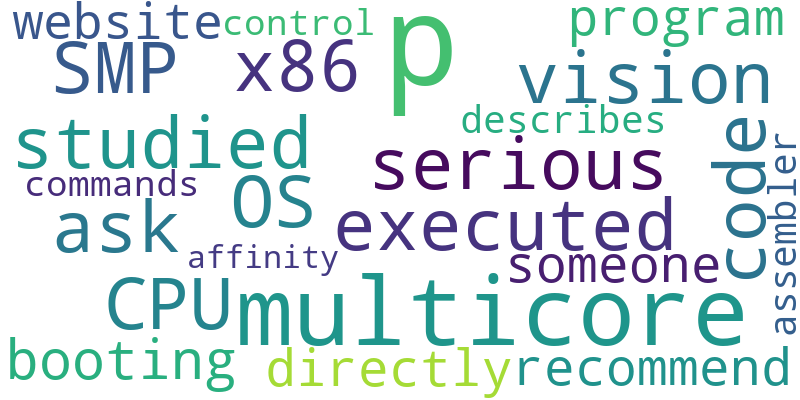 website
control
p
program
SMP
x86
vision
studied
describes
serious
code
assembler
commands
OS
ask
executed
affinity
someone
CPU
multicore
booting
directly
recommend